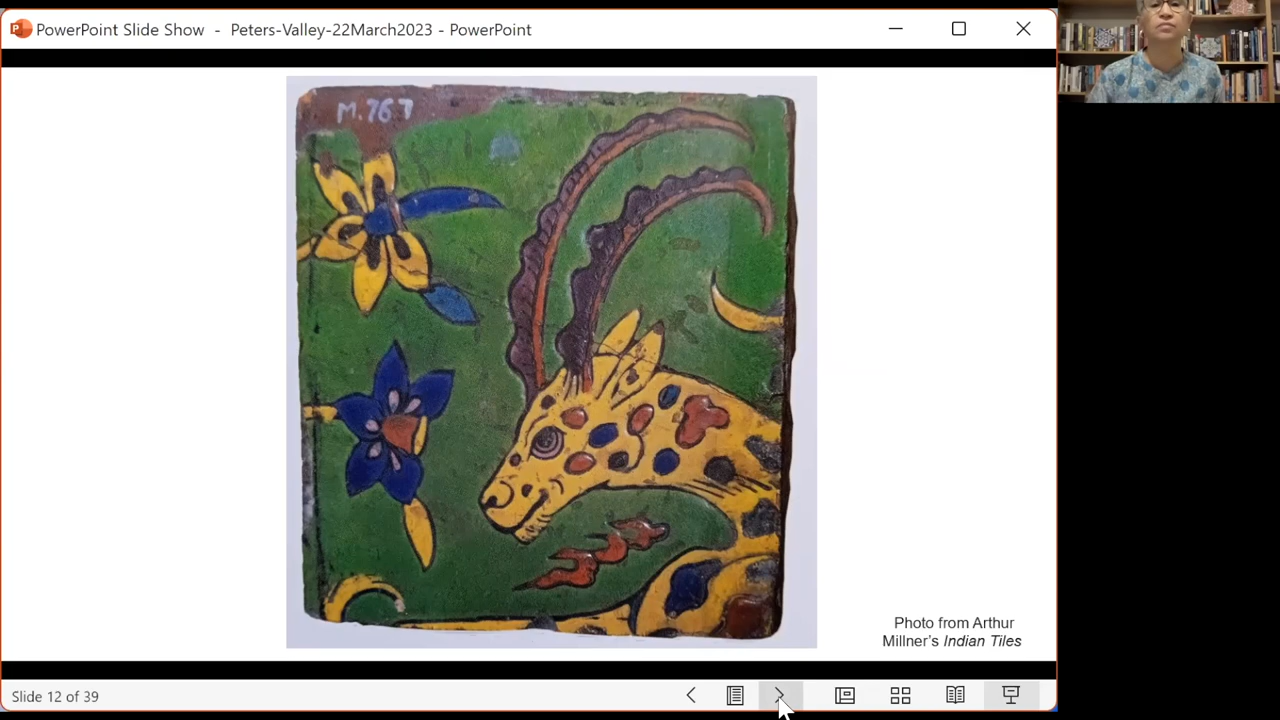 PowerPoint Slide Show - Peters-Valley-22March2023 - PowerPoint
M.767
Photo from Arthur
Millner's Indian Tiles
Slide 12 of 39